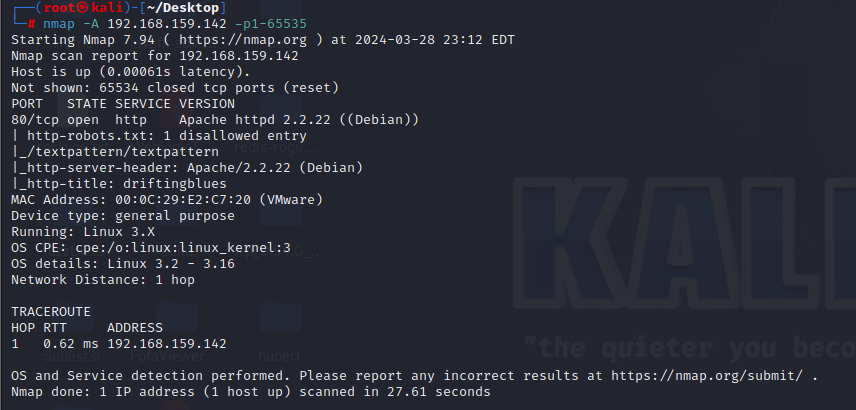 ┌──(root㉿kali)-[~/Desktop]
└─# nmap -A 192.168.159.142 -p1-65535
Starting Nmap 7.94 ( https://nmap.org ) at 2024-03-28 23:12 EDT
Nmap scan report for 192.168.159.142
Host is up (0.00061s latency).
Not shown: 65534 closed tcp ports (reset)
PORT   STATE SERVICE VERSION
80/tcp open  http    Apache httpd 2.2.22 ((Debian))
| http-robots.txt: 1 disallowed entry
|_/textpattern/textpattern
|_http-server-header: Apache/2.2.22 (Debian)
|_http-title: driftingblues
MAC Address: 00:0C:29:E2:C7:20 (VMware)
Device type: general purpose
Running: Linux 3.X
OS CPE: cpe:/o:linux:linux_kernel:3
OS details: Linux 3.2 - 3.16
Network Distance: 1 hop
TRACEROUTE
HOP RTT     ADDRESS
1   0.62 ms 192.168.159.142
OS and Service detection performed. Please report any incorrect results at https://nmap.org/submit/ .
Nmap done: 1 IP address (1 host up) scanned in 27.61 seconds
KALI
"the quieter you beco
Sublist3r
FofaViewer...
hubert